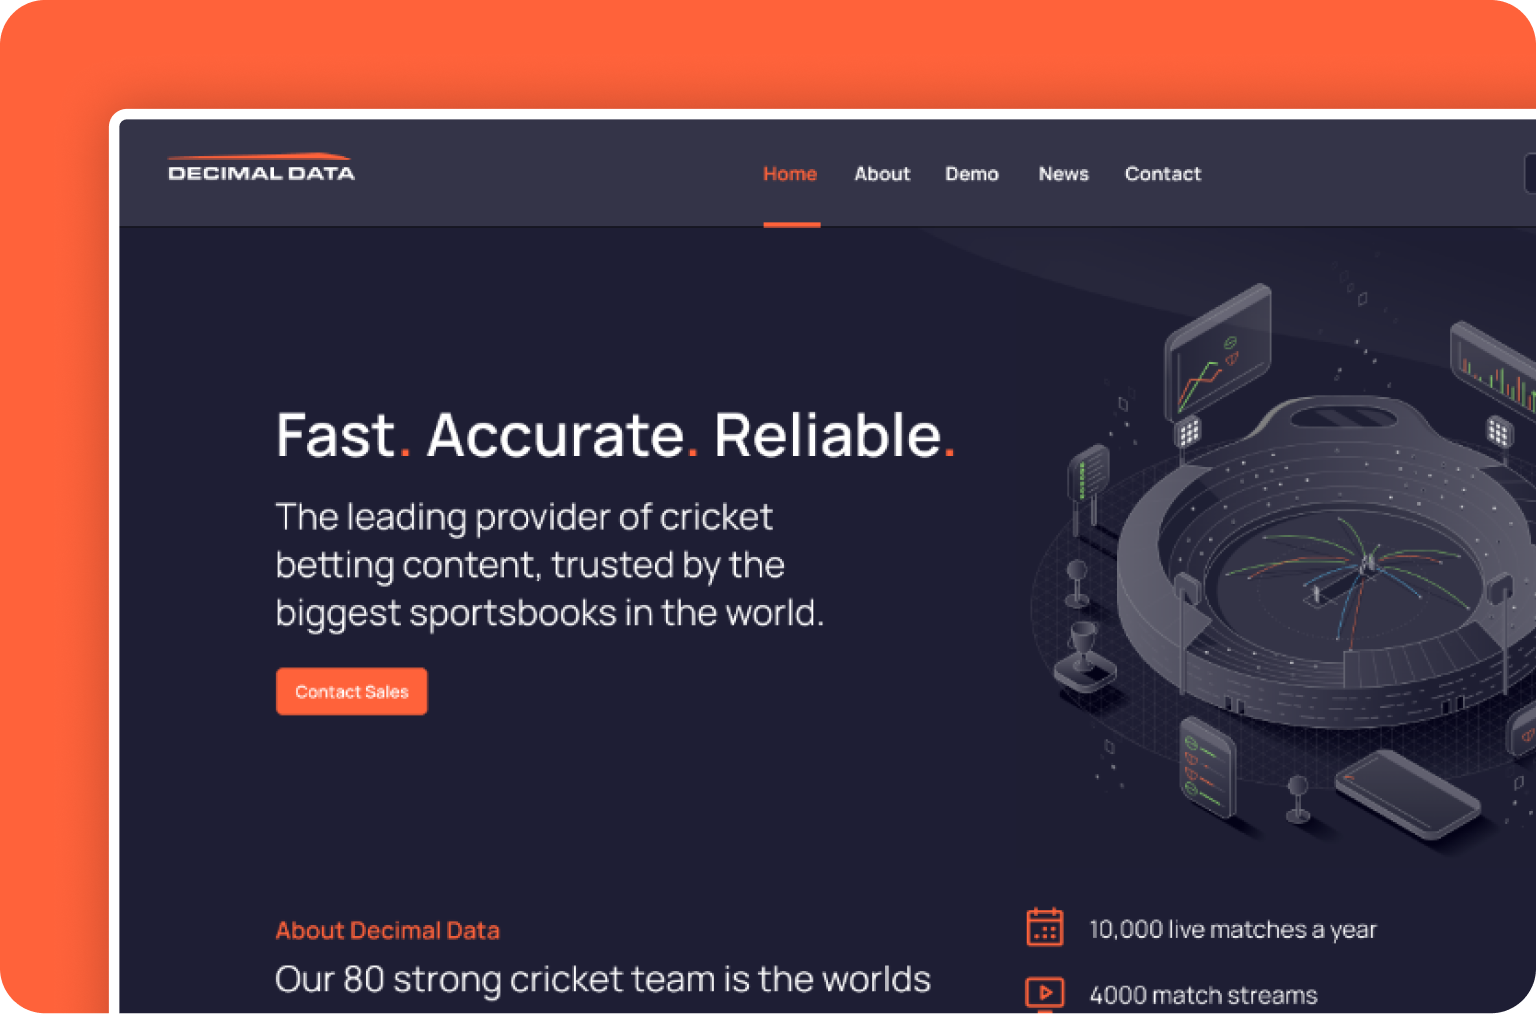 DECIMAL DATA
Home About Demo News Contact
Fast. Accurate. Reliable.
The leading provider of cricket
betting content, trusted by the
biggest sportsbooks in the world.
Contact Sales
About Decimal Data
Our 80 strong cricket team is the worlds
10,000 live matches a year
4000 match streams